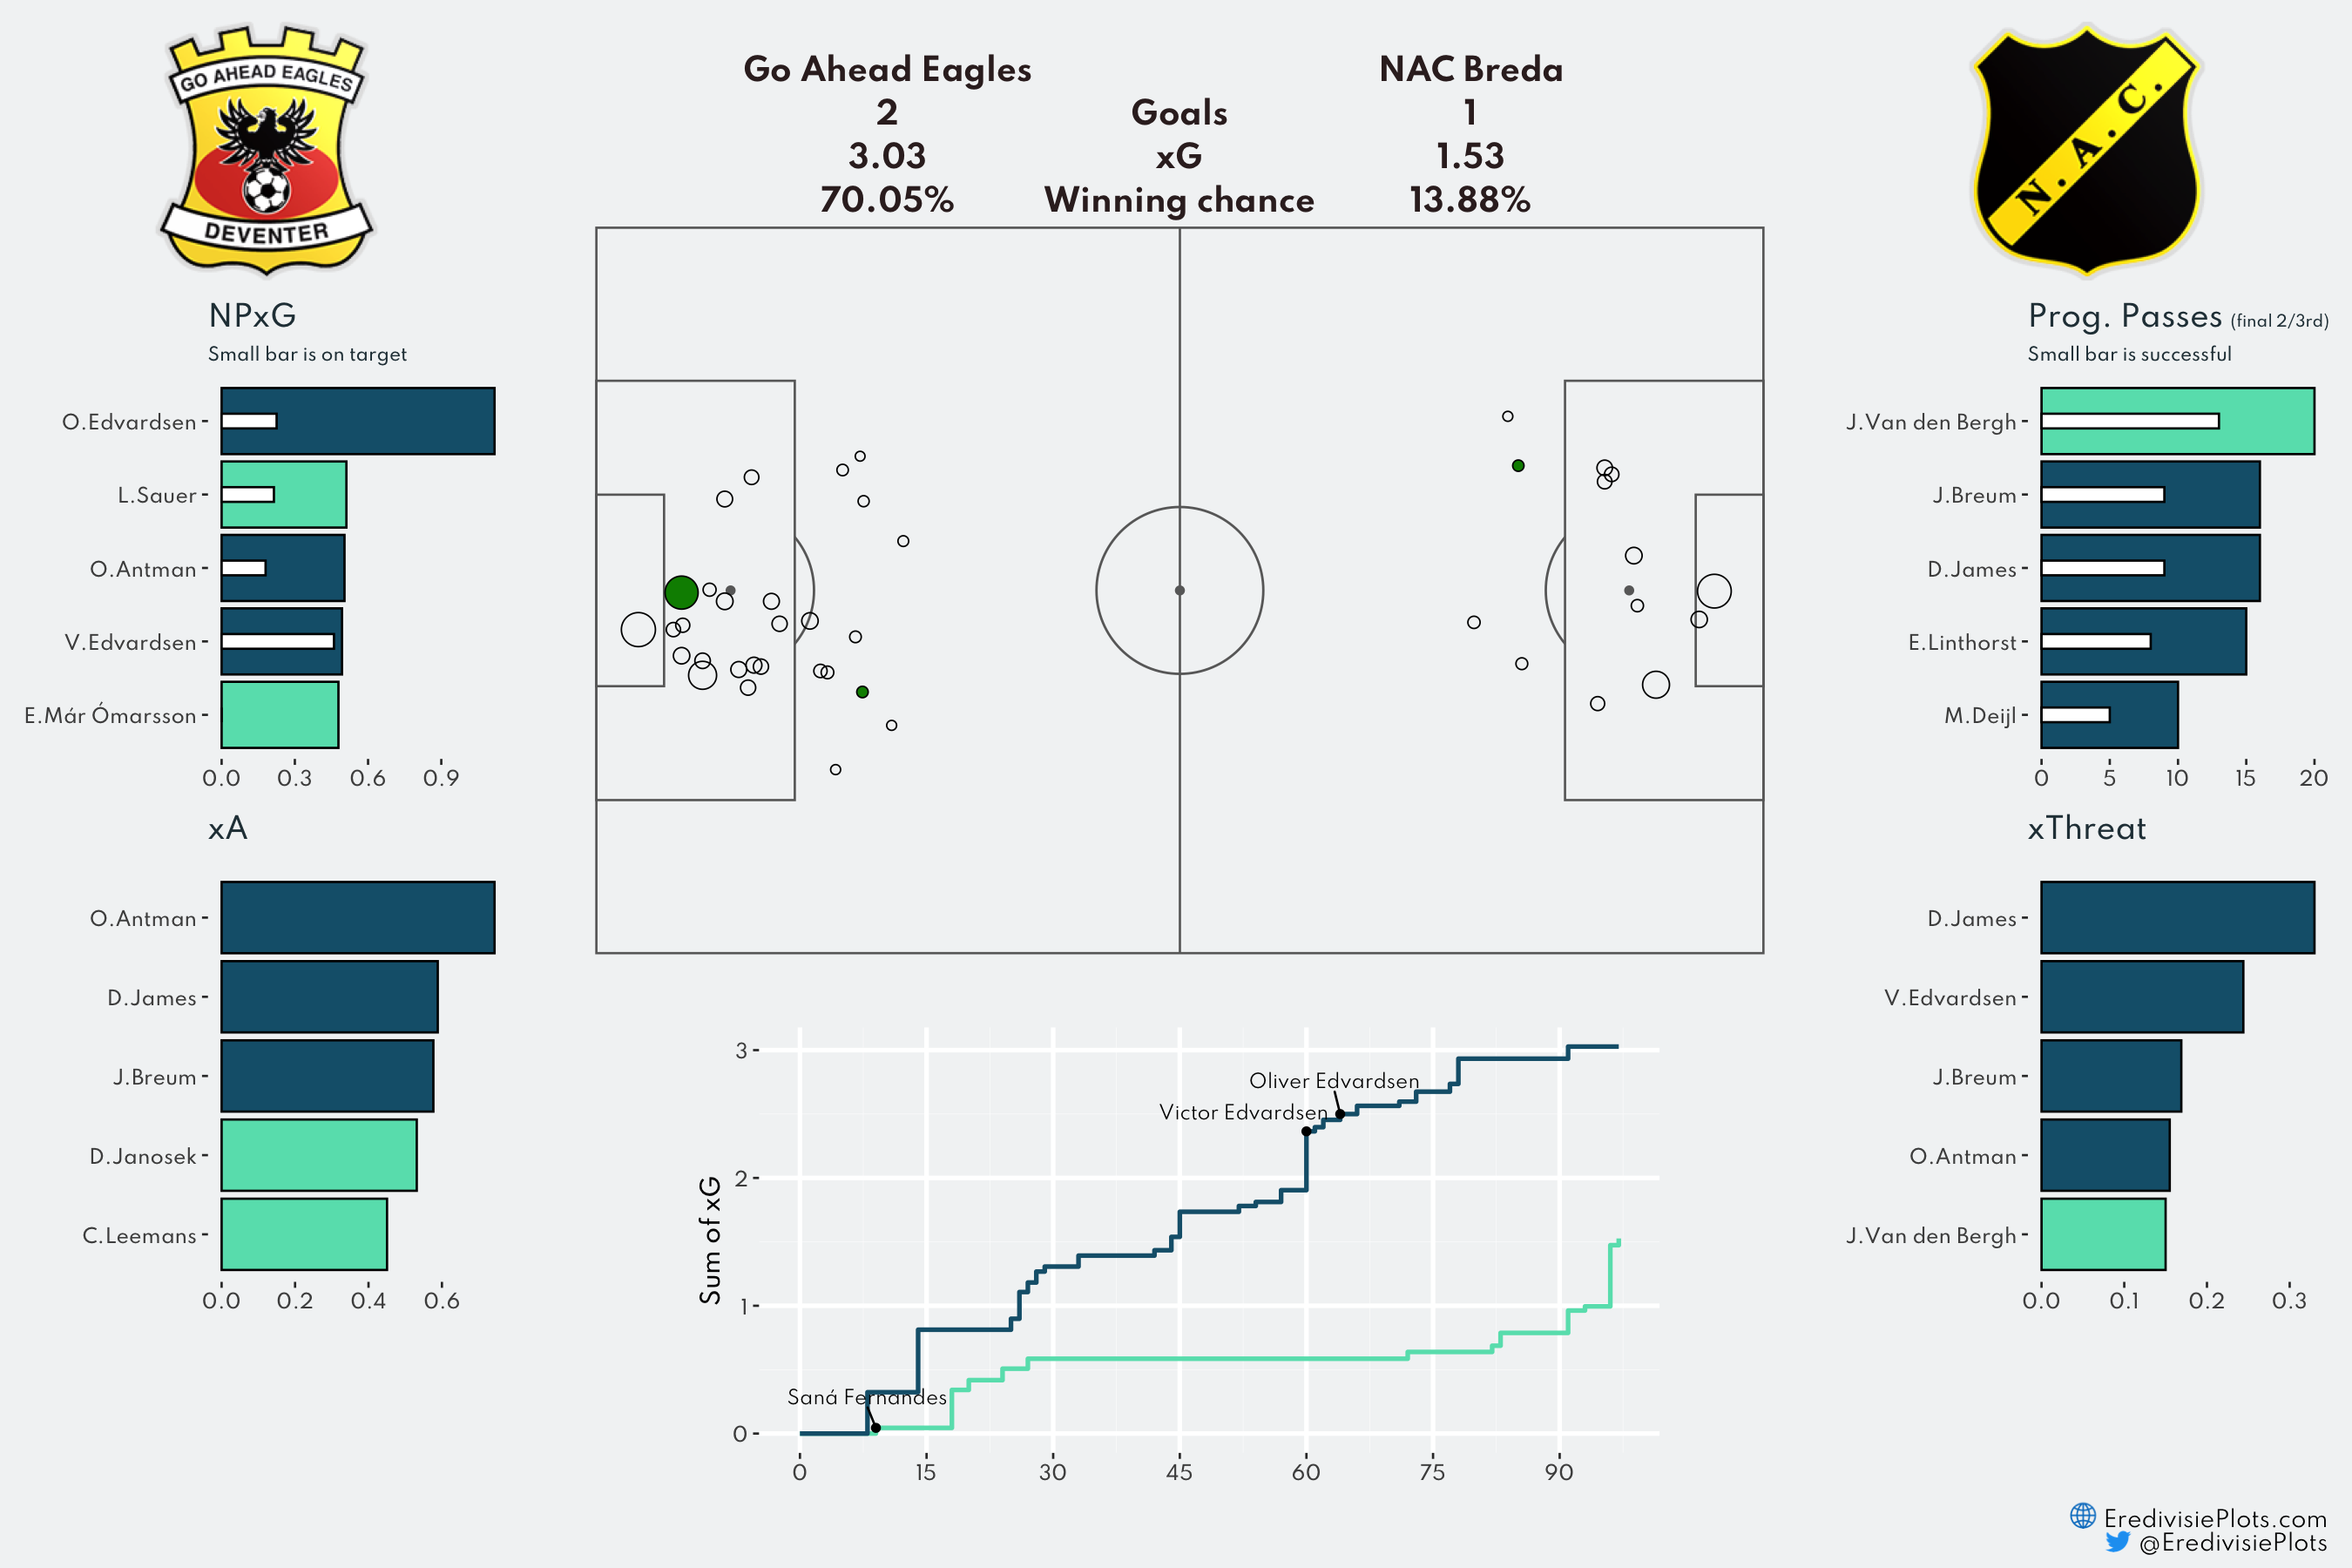 GO AHEAD EAGLES
DEVENTER
Go Ahead Eagles NAC Breda
2 Goals 1
3.03 xG 1.53
70.05% Winning chance 13.88%
N.A.C.
NPxG
Small bar is on target
O.Edvardsen
L.Sauer
O.Antman
V.Edvardsen
E.Már Ómarsson
0.0 0.3 0.6 0.9
xA
O.Antman
D.James
J.Breum
D.Janosek
C.Leemans
0.0 0.2 0.4 0.6
Sum of xG
3
2
1
0
Oliver Edvardsen
Victor Edvardsen
Saná Fernandes
0 15 30 45 60 75 90
Prog. Passes (final 2/3rd)
Small bar is successful
J.Van den Bergh
J.Breum
D.James
E.Linthorst
M.Deijl
0 5 10 15 20
xThreat
D.James
V.Edvardsen
J.Breum
O.Antman
J.Van den Bergh
0.0 0.1 0.2 0.3
EredivisiePlots.com
@EredivisiePlots